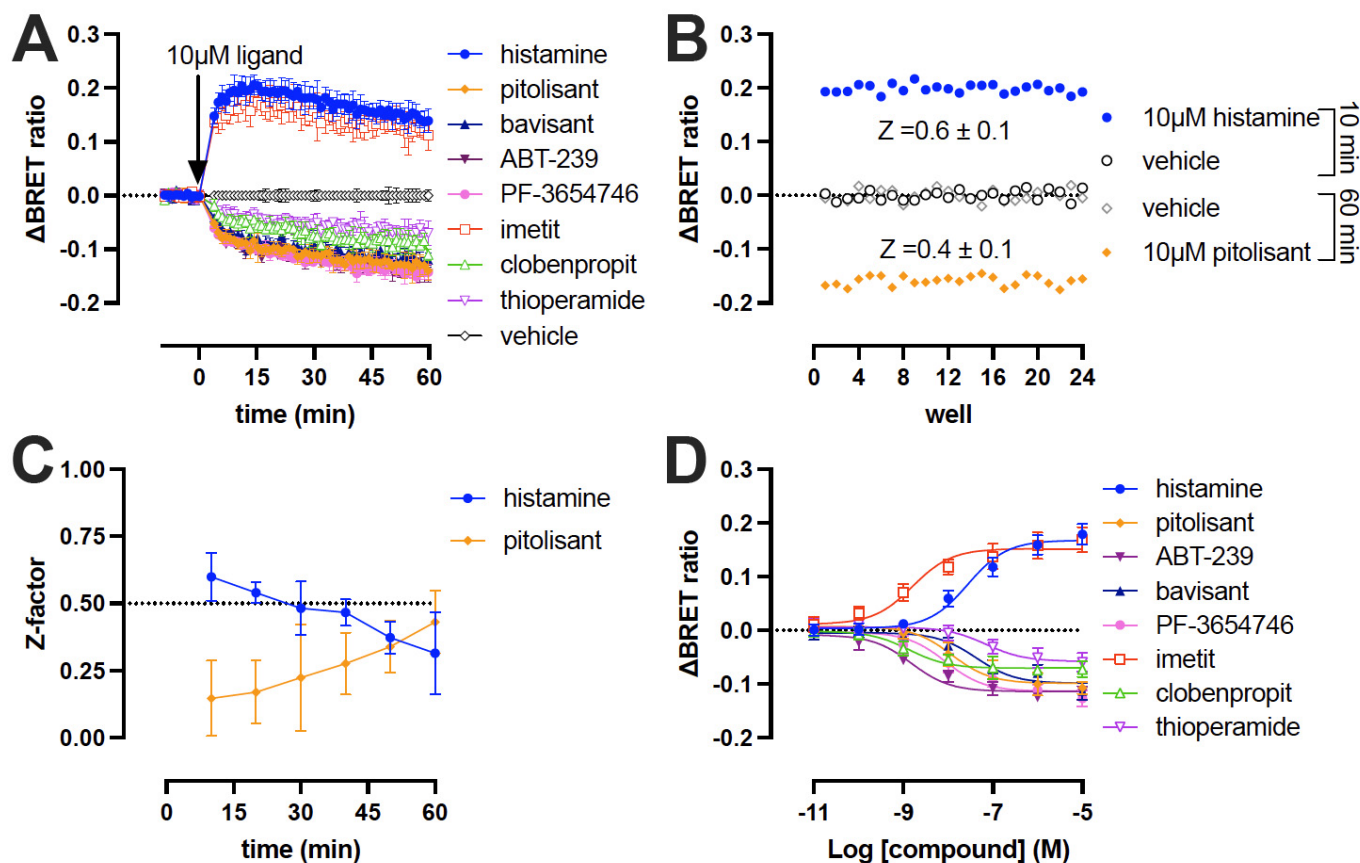 A
ΔBRET ratio
0.3
0.2
0.1
0.0
-0.1
-0.2
10μM ligand
0 15 30 45 60
time (min)
histamine
pitolisant
bavisant
ABT-239
PF-3654746
imetit
clobenpropit
thioperamide
vehicle
B
ΔBRET ratio
0.3
0.2
0.1
0.0
-0.1
-0.2
Z =0.6 ± 0.1
Z =0.4 ± 0.1
0 4 8 12 16 20 24
well
10μM histamine
vehicle
10 min
vehicle
10μM pitolisant
60 min
C
Z-factor
1.00
0.75
0.50
0.25
0.00
0 15 30 45 60
time (min)
histamine
pitolisant
D
ΔBRET ratio
0.3
0.2
0.1
0.0
-0.1
-0.2
-11 -9 -7 -5
Log [compound] (M)
histamine
pitolisant
ABT-239
bavisant
PF-3654746
imetit
clobenpropit
thioperamide